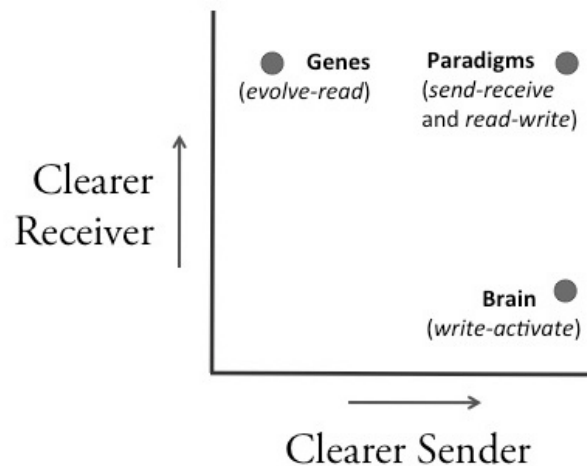 Genes
(evolve-read)
Paradigms
(send-receive
and read-write)
Clearer
Receiver
Brain
(write-activate)
Clearer Sender